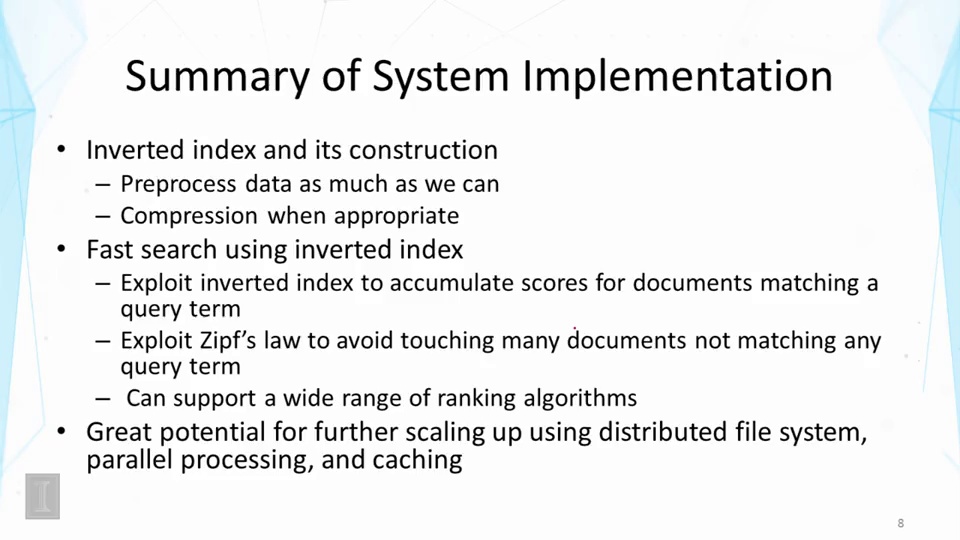 Summary of System Implementation
• Inverted index and its construction
– Preprocess data as much as we can
– Compression when appropriate
• Fast search using inverted index
– Exploit inverted index to accumulate scores for documents matching a
query term
– Exploit Zipf’s law to avoid touching many documents not matching any
query term
– Can support a wide range of ranking algorithms
• Great potential for further scaling up using distributed file system,
parallel processing, and caching
I
8